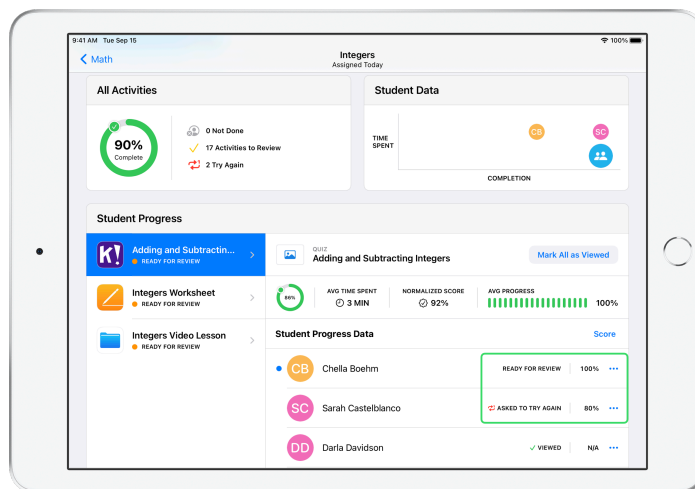 9:41 AM Tue Sep 15
100%
Math
Integers
Assigned Today
All Activities
90%
Complete
0 Not Done
17 Activities to Review
2 Try Again
Student Data
TIME
SPENT
CB
SC
COMPLETION
Student Progress
K!
Adding and Subtractin...
READY FOR REVIEW
Integers Worksheet
READY FOR REVIEW
Integers Video Lesson
READY FOR REVIEW
QUIZ
Adding and Subtracting Integers
Mark All as Viewed
86%
AVG TIME SPENT
3 MIN
NORMALIZED SCORE
92%
AVG PROGRESS
100%
Student Progress Data
Score
CB Chella Boehm READY FOR REVIEW 100%
SC Sarah Castelblanco ASKED TO TRY AGAIN 80%
DD Darla Davidson VIEWED N/A